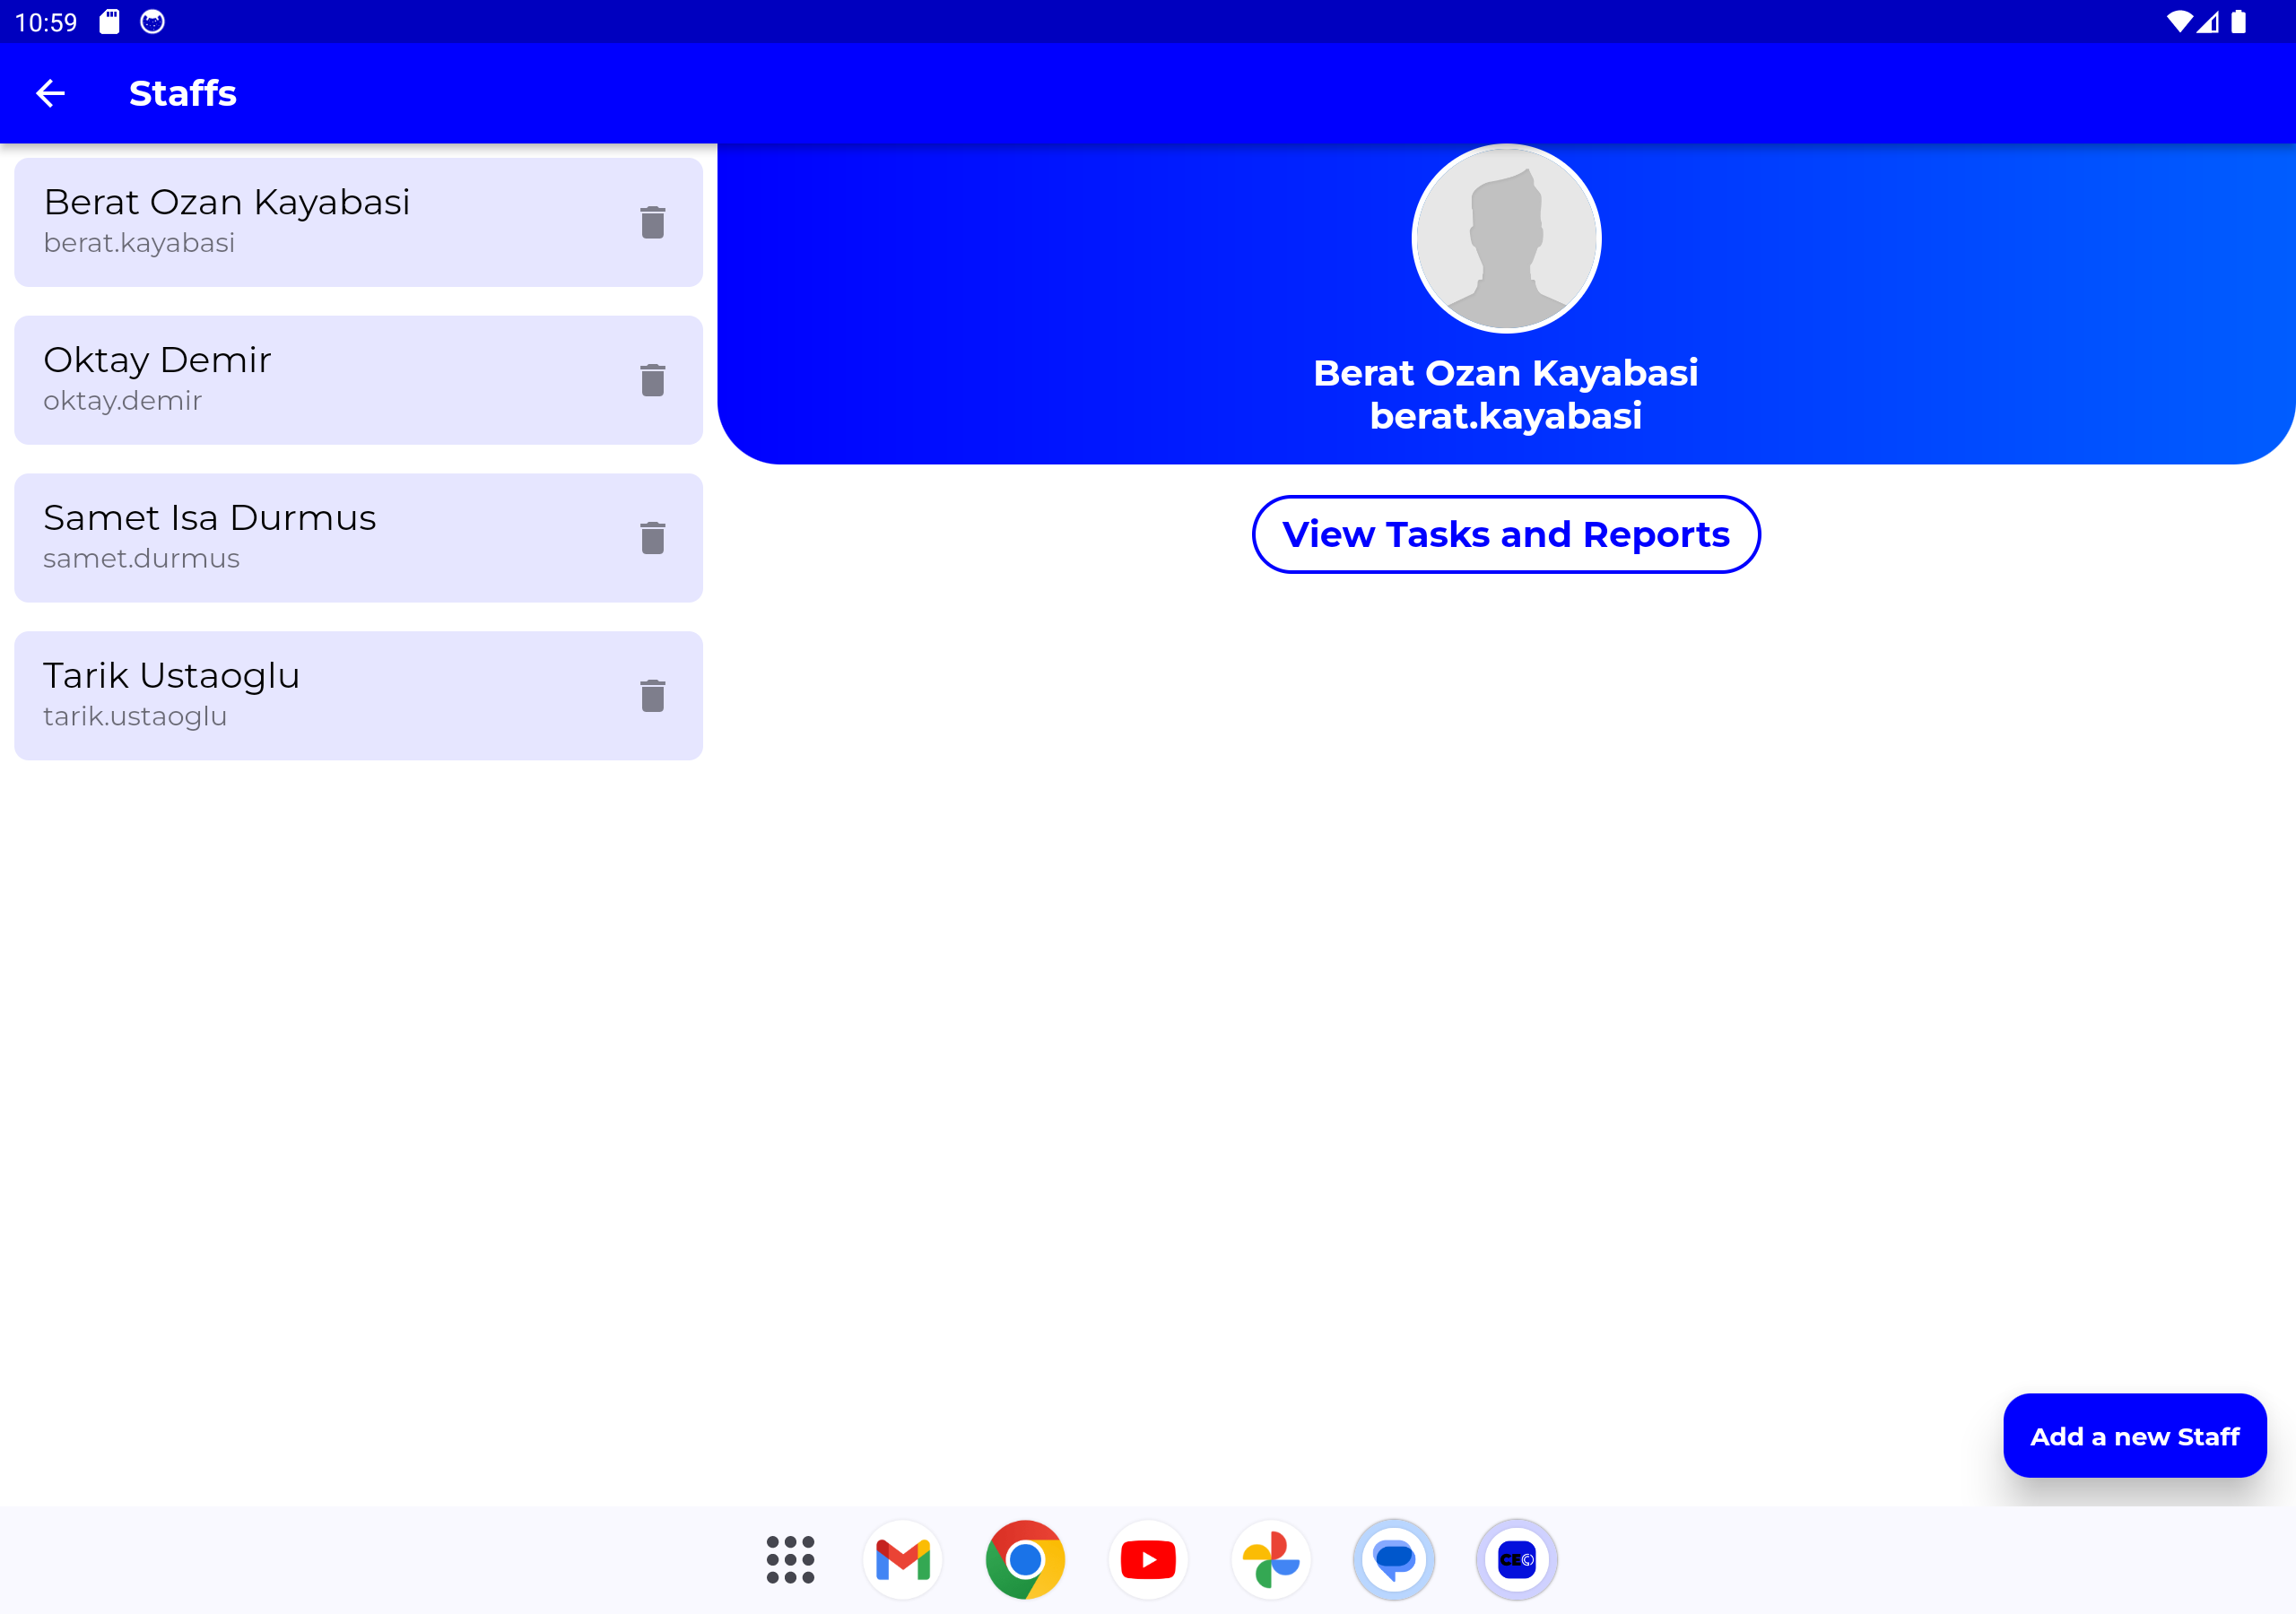 10:59
Staffs
Berat Ozan Kayabasi
berat.kayabasi
Oktay Demir
oktay.demir
Samet Isa Durmus
samet.durmus
Tarik Ustaoglu
tarik.ustaoglu
Berat Ozan Kayabasi
berat.kayabasi
View Tasks and Reports
Add a new Staff